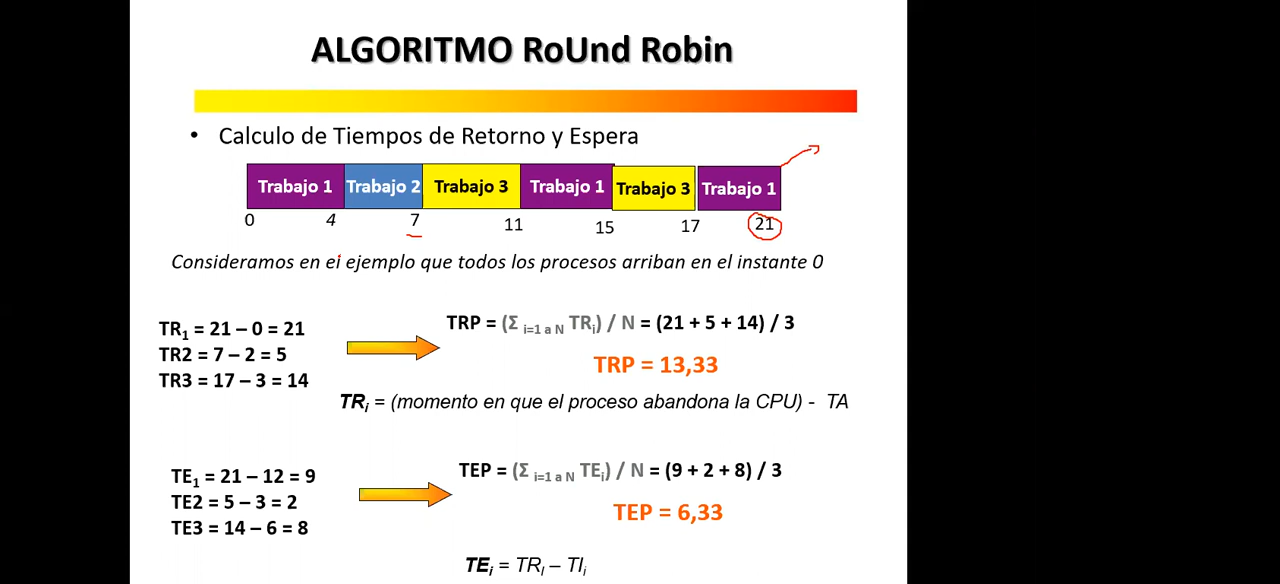 ALGORITMO RoUnd Robin
• Calculo de Tiempos de Retorno y Espera
Trabajo 1 Trabajo 2 Trabajo 3 Trabajo 1 Trabajo 3 Trabajo 1
0 4 7 11 15 17 21
Consideramos en el ejemplo que todos los procesos arriban en el instante 0
TRP = (Σ i=1 a N TRi) / N = (21 + 5 + 14) / 3
TR1 = 21 – 0 = 21
TR2 = 7 – 2 = 5
TR3 = 17 – 3 = 14
TRP = 13,33
TRi = (momento en que el proceso abandona la CPU) - TA
TEP = (Σ i=1 a N TEi) / N = (9 + 2 + 8) / 3
TE1 = 21 – 12 = 9
TE2 = 5 – 3 = 2
TE3 = 14 – 6 = 8
TEP = 6,33
TEi = TRi – TIi